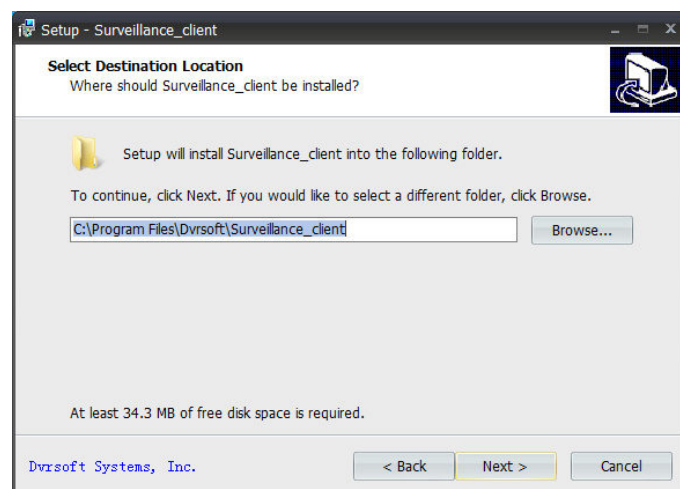 Setup - Surveillance_client
Select Destination Location
Where should Surveillance_client be installed?
Setup will install Surveillance_client into the following folder.
To continue, click Next. If you would like to select a different folder, click Browse.
C:\Program Files\Dvrsoft\Surveillance_client
Browse...
At least 34.3 MB of free disk space is required.
Dvrsoft Systems, Inc.
< Back
Next >
Cancel